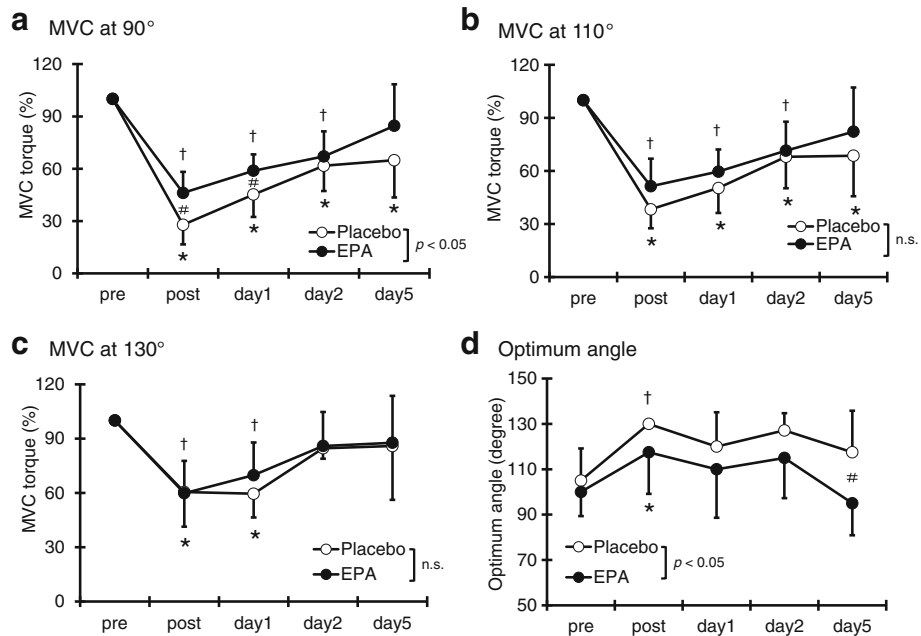 a MVC at 90°
MVC torque (%)
120
90
60
30
0
†
†
†
#
#
*
*
*
*
Placebo
EPA
p < 0.05
pre post day1 day2 day5
b MVC at 110°
MVC torque (%)
120
90
60
30
0
†
†
†
*
*
*
*
Placebo
EPA
n.s.
pre post day1 day2 day5
c MVC at 130°
MVC torque (%)
120
90
60
30
0
†
†
*
*
Placebo
EPA
n.s.
pre post day1 day2 day5
d Optimum angle
Optimum angle (degree)
150
130
110
90
70
50
†
*
#
Placebo
EPA
p < 0.05
pre post day1 day2 day5